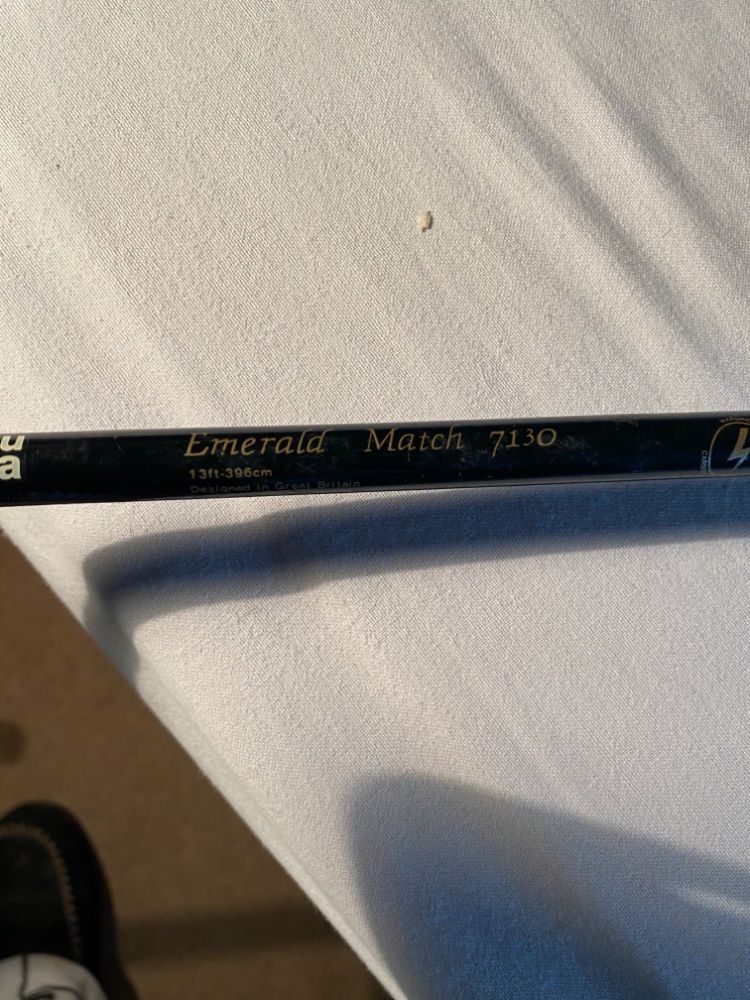 u
a
Emerald Match 7130
13ft-396cm
Designed in Great Britain